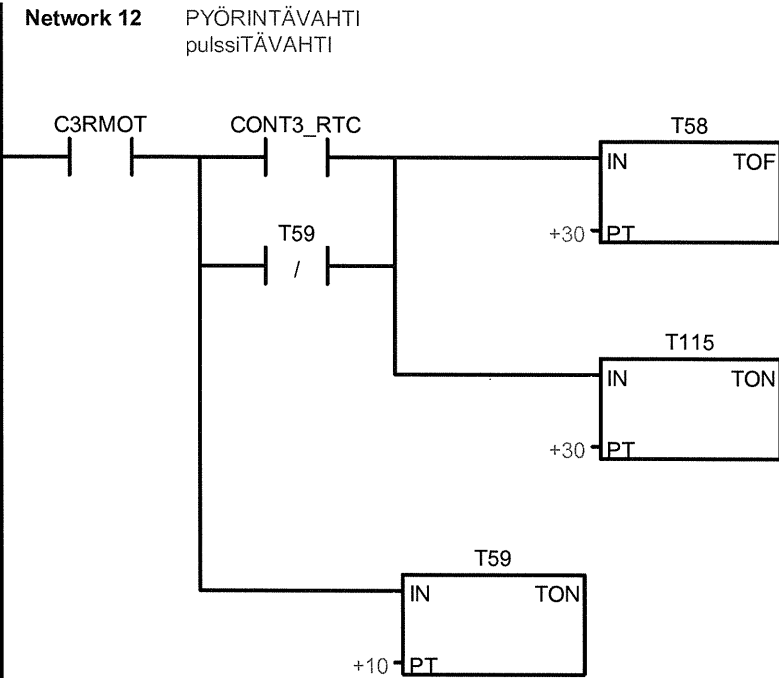 Network 12 PYÖRINTÄVAHTI
pulssiTÄVAHTI
C3RMOT CONT3_RTC T58
IN TOF
T59
+30 PT
/
T115
IN TON
+30 PT
T59
IN TON
+10 PT